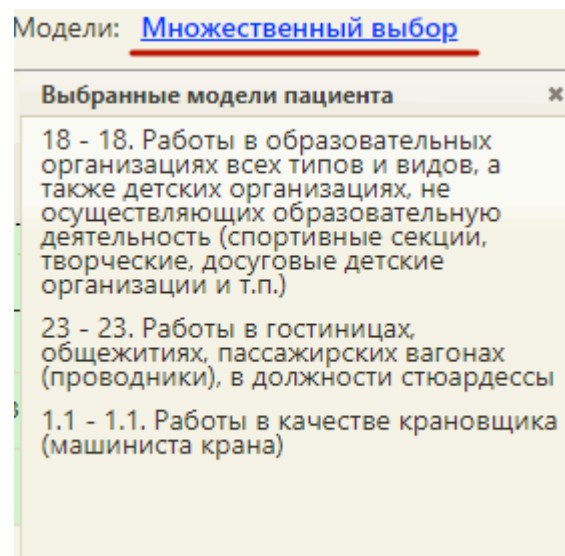 Модели: Множественный выбор
Выбранные модели пациента
18 - 18. Работы в образовательных
организациях всех типов и видов, а
также детских организациях, не
осуществляющих образовательную
деятельность (спортивные секции,
творческие, досуговые детские
организации и т.п.)
23 - 23. Работы в гостиницах,
общежитиях, пассажирских вагонах
(проводники), в должности стюардессы
1.1 - 1.1. Работы в качестве крановщика
(машиниста крана)